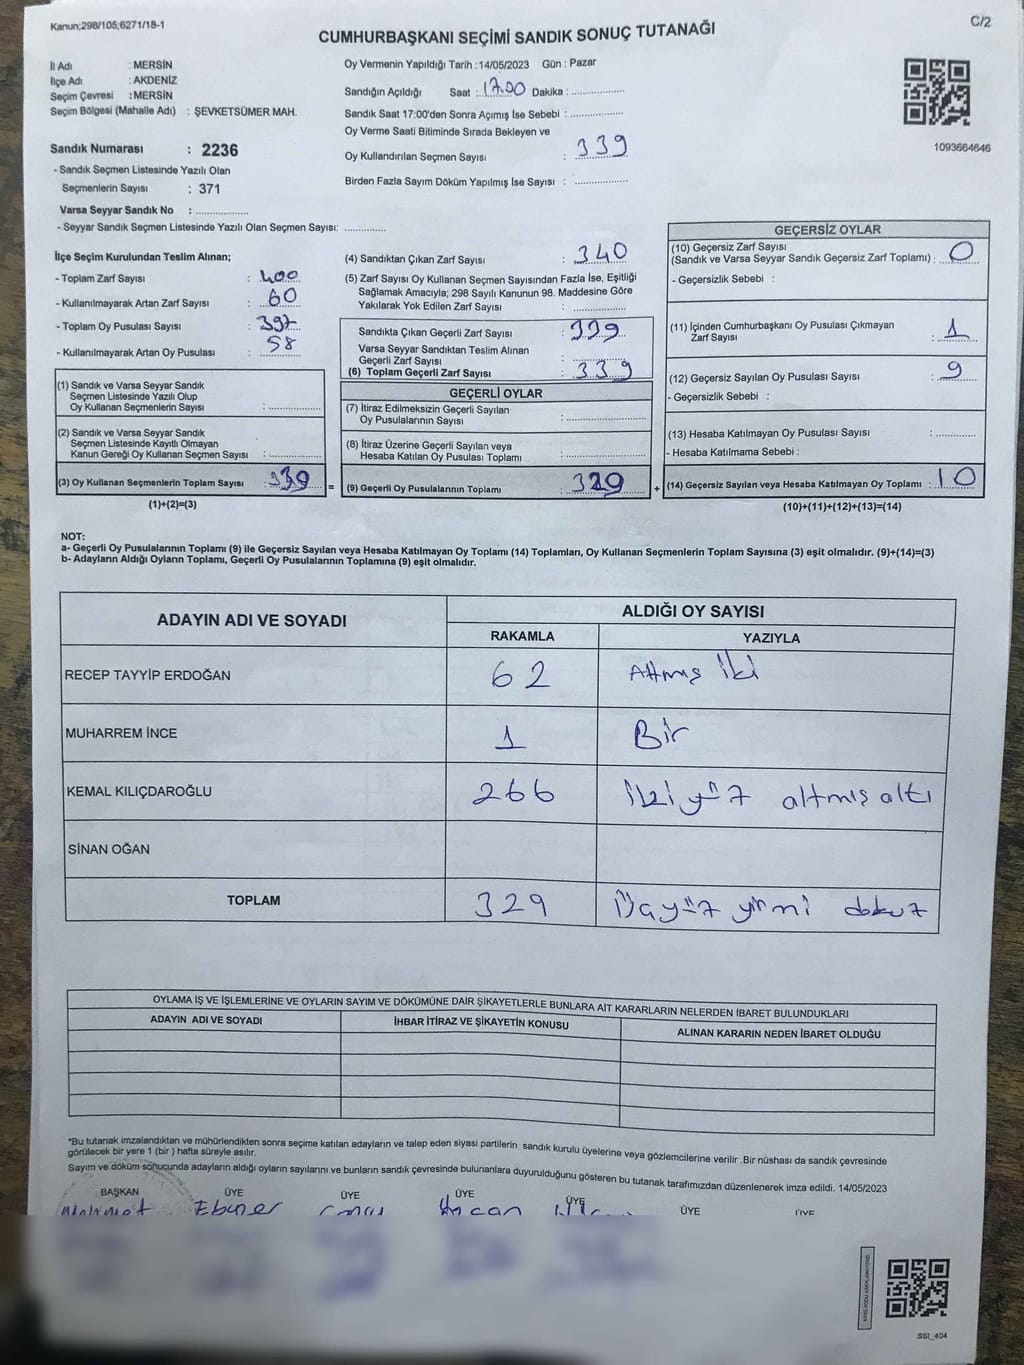 Kanun;298/105;6271/18-1
C/2
CUMHURBAŞKANI SEÇİMİ SANDIK SONUÇ TUTANAĞI
İl Adı : MERSİN
İlçe Adı : AKDENİZ
Seçim Çevresi : MERSİN
Seçim Bölgesi (Mahalle Adı) : ŞEVKETSÜMER MAH.
Sandık Numarası : 2236
- Sandık Seçmen Listesinde Yazılı Olan
Seçmenlerin Sayısı : 371
Varsa Seyyar Sandık No : ...............
- Seyyar Sandık Seçmen Listesinde Yazılı Olan Seçmen Sayısı: ............
Oy Vermenin Yapıldığı Tarih : 14/05/2023 Gün : Pazar
Sandığın Açıldığı Saat : 17.00 Dakika : ...............
Sandık Saat 17:00'den Sonra Açımış İse Sebebi : ...............
Oy Verme Saati Bitiminde Sırada Bekleyen ve
Oy Kullandırılan Seçmen Sayısı : 339
Birden Fazla Sayım Döküm Yapılmış İse Sayısı : ...............
1093664646
İlçe Seçim Kurulundan Teslim Alınan;
- Toplam Zarf Sayısı : 400
- Kullanılmayarak Artan Zarf Sayısı : 60
- Toplam Oy Pusulası Sayısı : 397
- Kullanılmayarak Artan Oy Pusulası : 58
(1) Sandık ve Varsa Seyyar Sandık
Seçmen Listesinde Yazılı Olup
Oy Kullanan Seçmenlerin Sayısı : ...............
(2) Sandık ve Varsa Seyyar Sandık
Seçmen Listesinde Kayıtlı Olmayan
Kanun Gereği Oy Kullanan Seçmen Sayısı : ...............
(3) Oy Kullanan Seçmenlerin Toplam Sayısı : 339
(1)+(2)=(3)
(4) Sandıktan Çıkan Zarf Sayısı : 340
(5) Zarf Sayısı Oy Kullanan Seçmen Sayısından Fazla İse, Eşitliği
Sağlamak Amacıyla; 298 Sayılı Kanunun 98. Maddesine Göre
Yakılarak Yok Edilen Zarf Sayısı : ...............
Sandıkta Çıkan Geçerli Zarf Sayısı : 339
Varsa Seyyar Sandıktan Teslim Alınan
Geçerli Zarf Sayısı : ...............
(6) Toplam Geçerli Zarf Sayısı : 339
GEÇERLİ OYLAR
(7) İtiraz Edilmeksizin Geçerli Sayılan
Oy Pusulalarının Sayısı : ...............
(8) İtiraz Üzerine Geçerli Sayılan veya
Hesaba Katılan Oy Pusulası Toplamı : ...............
= (9) Geçerli Oy Pusulalarının Toplamı : 329 +
GEÇERSİZ OYLAR
(10) Geçersiz Zarf Sayısı
(Sandık ve Varsa Seyyar Sandık Geçersiz Zarf Toplamı) : 0
- Geçersizlik Sebebi :
(11) İçinden Cumhurbaşkanı Oy Pusulası Çıkmayan
Zarf Sayısı : 1
(12) Geçersiz Sayılan Oy Pusulası Sayısı : 9
- Geçersizlik Sebebi :
(13) Hesaba Katılmayan Oy Pusulası Sayısı : ............
- Hesaba Katılmama Sebebi :
(14) Geçersiz Sayılan veya Hesaba Katılmayan Oy Toplamı : 10
(10)+(11)+(12)+(13)=(14)
NOT:
a- Geçerli Oy Pusulalarının Toplamı (9) ile Geçersiz Sayılan veya Hesaba Katılmayan Oy Toplamı (14) Toplamları, Oy Kullanan Seçmenlerin Toplam Sayısına (3) eşit olmalıdır. (9)+(14)=(3)
b- Adayların Aldığı Oyların Toplamı, Geçerli Oy Pusulalarının Toplamına (9) eşit olmalıdır.
ADAYIN ADI VE SOYADI
ALDIĞI OY SAYISI
RAKAMLA YAZIYLA
RECEP TAYYİP ERDOĞAN 62 Altmış iki
MUHARREM İNCE 1 Bir
KEMAL KILIÇDAROĞLU 266 ikiyüz altmış altı
SİNAN OĞAN
TOPLAM 329 Üçyüz yirmi dokuz
OYLAMA İŞ VE İŞLEMLERİNE VE OYLARIN SAYIM VE DÖKÜMÜNE DAİR ŞİKAYETLERLE BUNLARA AİT KARARLARIN NELERDEN İBARET BULUNDUKLARI
ADAYIN ADI VE SOYADI İHBAR İTİRAZ VE ŞİKAYETİN KONUSU ALINAN KARARIN NEDEN İBARET OLDUĞU
*Bu tutanak imzalandıktan ve mühürlendikten sonra seçime katılan adayların ve talep eden siyasi partilerin sandık kurulu üyelerine veya gözlemcilerine verilir .Bir nüshası da sandık çevresinde
görülecek bir yere 1 (bir ) hafta süreyle asılır.
Sayım ve döküm sonucunda adayların aldığı oyların sayılarını ve bunların sandık çevresinde bulunanlara duyurulduğunu gösteren bu tutanak tarafımızdan düzenlenerek imza edildi. 14/05/2023
BAŞKAN ÜYE ÜYE ÜYE ÜYE ÜYE ÜYE
SSI_404